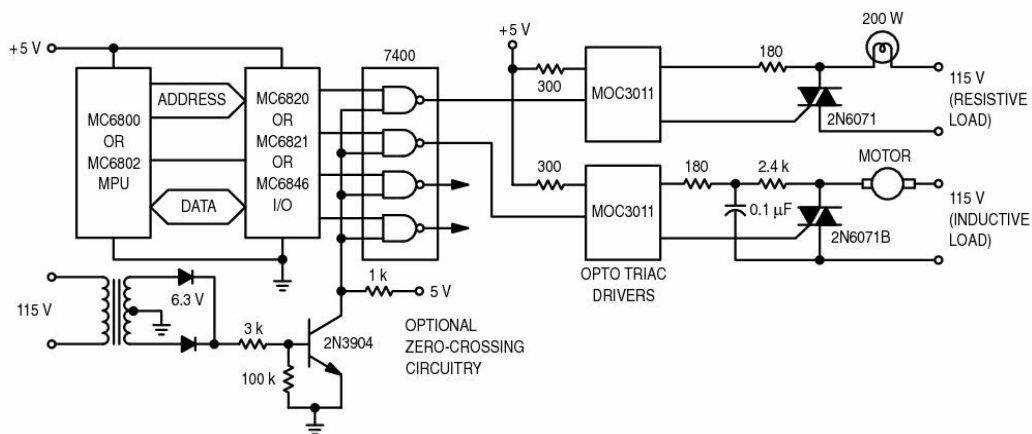 +5 V
MC6800
OR
MC6802
MPU
ADDRESS
DATA
MC6820
OR
MC6821
OR
MC6846
I/O
7400
+5 V
300
MOC3011
180
200 W
2N6071
115 V
(RESISTIVE
LOAD)
300
MOC3011
OPTO TRIAC
DRIVERS
180
2.4 k
0.1 μF
MOTOR
2N6071B
115 V
(INDUCTIVE
LOAD)
115 V
6.3 V
3 k
100 k
2N3904
1 k
5 V
OPTIONAL
ZERO-CROSSING
CIRCUITRY